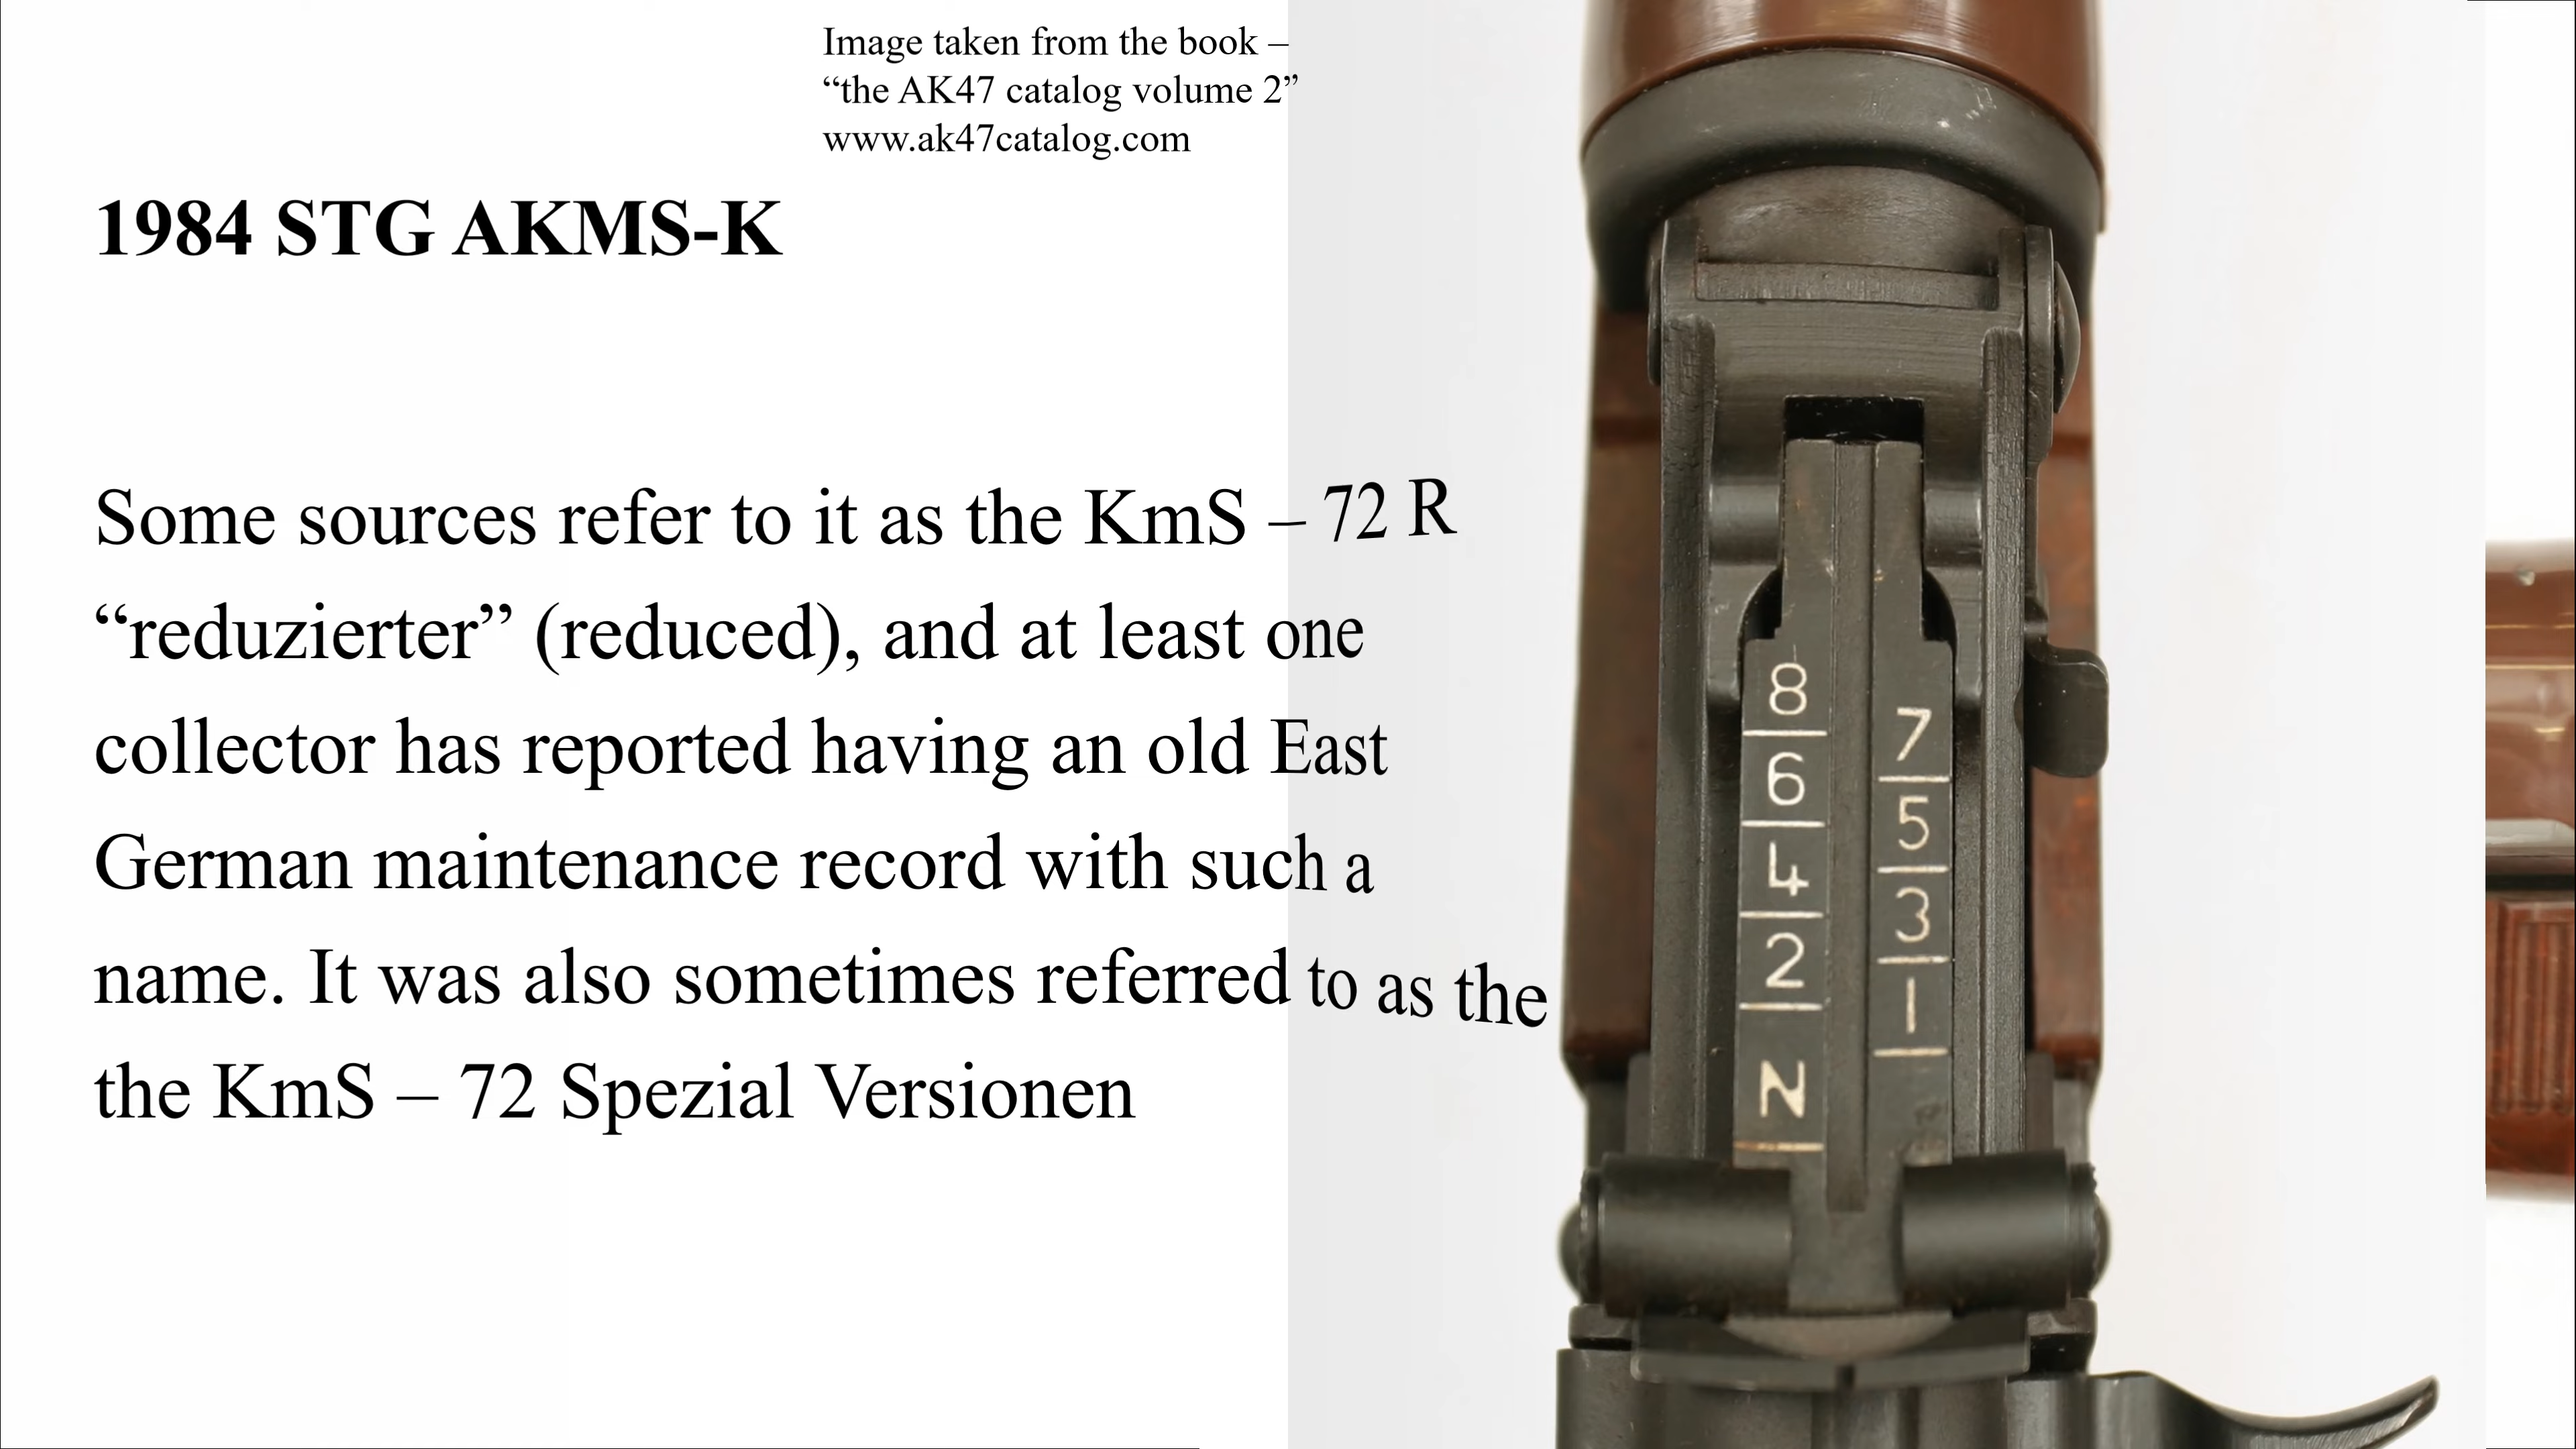 Image taken from the book –
“the AK47 catalog volume 2”
www.ak47catalog.com
1984 STG AKMS-K
Some sources refer to it as the KmS – 72 R
“reduzierter” (reduced), and at least one
collector has reported having an old East
German maintenance record with such a
name. It was also sometimes referred to as the
the KmS – 72 Spezial Versionen
8
7
6
5
4
3
2
1
N